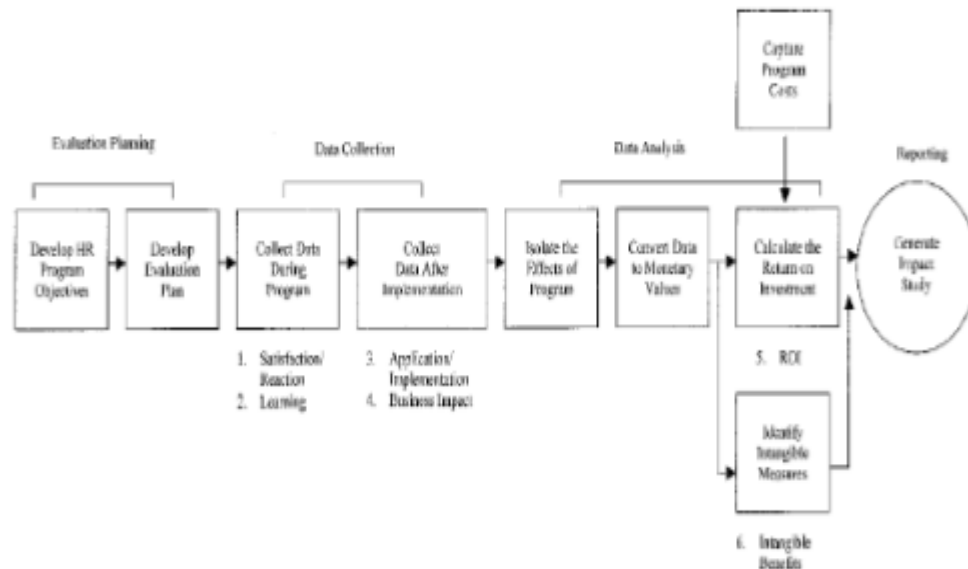 Capture
Program
Costs
Evaluation Planning
Data Collection
Data Analysis
Reporting
Develop HR
Program
Objectives
Develop
Evaluation
Plan
Collect Data
During
Program
Collect
Data After
Implementation
Isolate the
Effects of
Program
Convert Data
to Monetary
Values
Calculate the
Return on
Investment
Generate
Impact
Study
1. Satisfaction/
Reaction
2. Learning
3. Application/
Implementation
4. Business Impact
5. ROI
Identify
Intangible
Measures
6. Intangible
Benefits